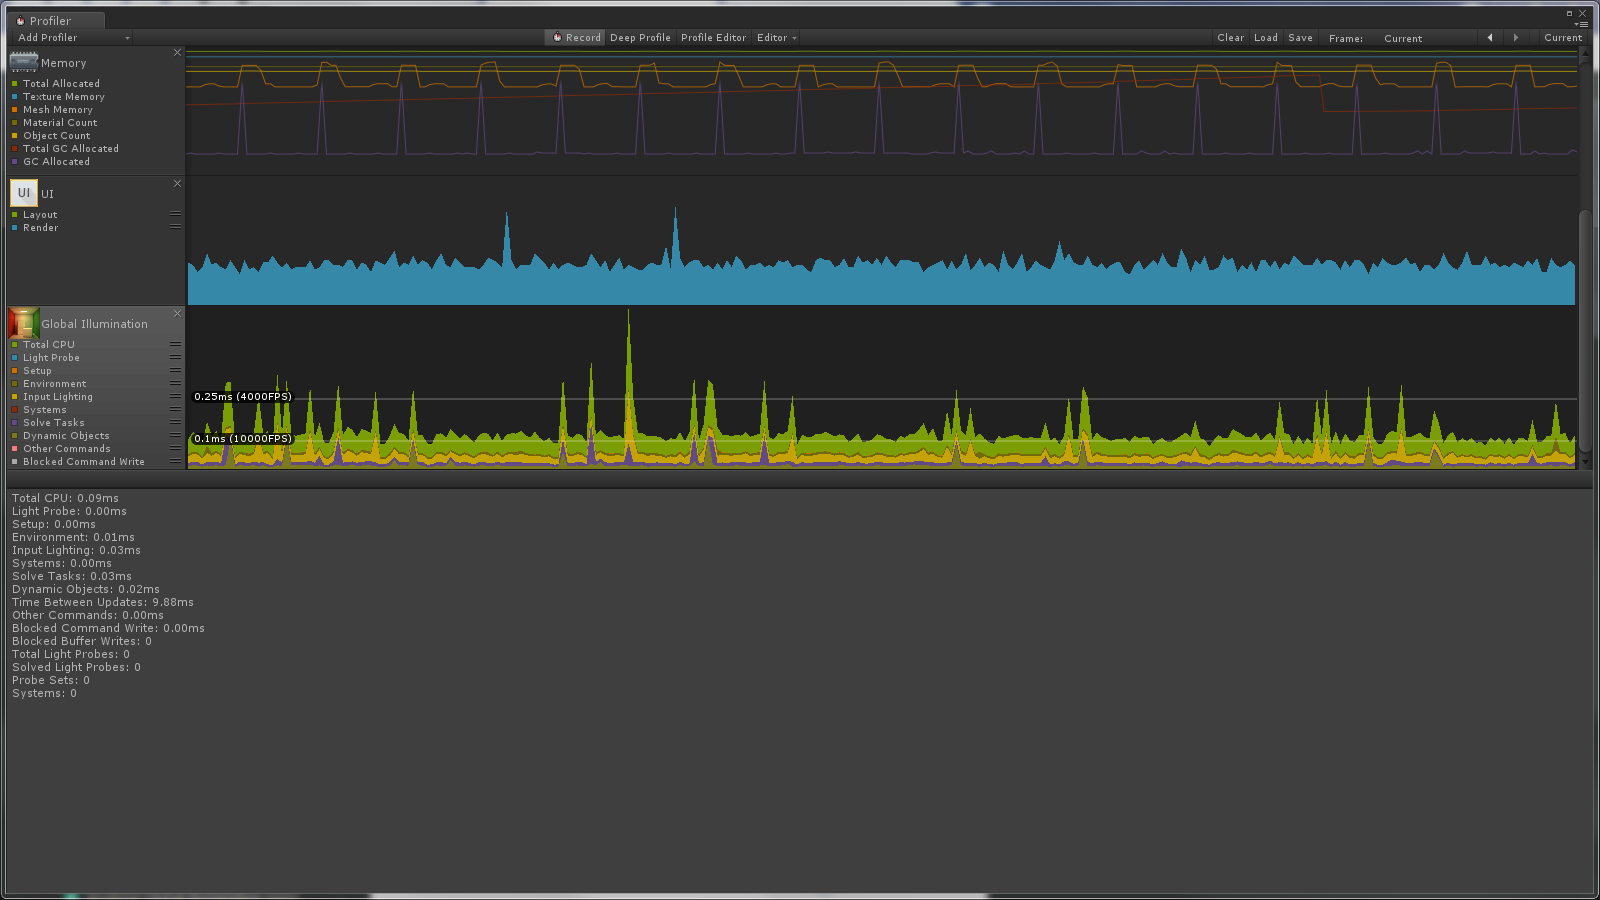 Profiler
Add Profiler
Record Deep Profile Profile Editor Editor
Clear Load Save Frame: Current Current
Memory
Total Allocated
Texture Memory
Mesh Memory
Material Count
Object Count
Total GC Allocated
GC Allocated
UI UI
Layout
Render
Global Illumination
Total CPU
Light Probe
Setup
Environment
Input Lighting
Systems
Solve Tasks
Dynamic Objects
Other Commands
Blocked Command Write
0.25ms (4000FPS)
0.1ms (10000FPS)
Total CPU: 0.09ms
Light Probe: 0.00ms
Setup: 0.00ms
Environment: 0.01ms
Input Lighting: 0.03ms
Systems: 0.00ms
Solve Tasks: 0.03ms
Dynamic Objects: 0.02ms
Time Between Updates: 9.88ms
Other Commands: 0.00ms
Blocked Command Write: 0.00ms
Blocked Buffer Writes: 0
Total Light Probes: 0
Solved Light Probes: 0
Probe Sets: 0
Systems: 0